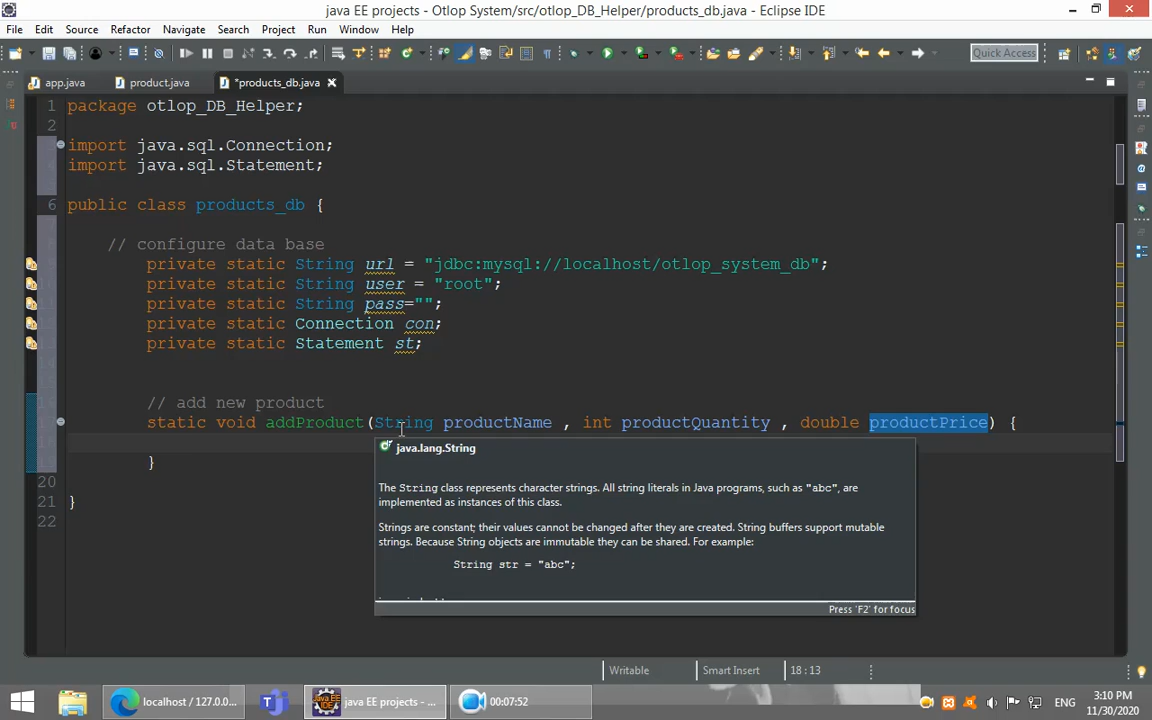 java EE projects - Otlop System/src/otlop_DB_Helper/products_db.java - Eclipse IDE
File Edit Source Refactor Navigate Search Project Run Window Help
Quick Access
app.java product.java *products_db.java
1 package otlop_DB_Helper;
2
import java.sql.Connection;
import java.sql.Statement;
6 public class products_db {
// configure data base
private static String url = "jdbc:mysql://localhost/otlop_system_db";
private static String user = "root";
private static String pass="";
private static Connection con;
private static Statement st;
// add new product
static void addProduct(String productName , int productQuantity , double productPrice) {
java.lang.String
}
The String class represents character strings. All string literals in Java programs, such as "abc", are
implemented as instances of this class.
20
21 }
Strings are constant; their values cannot be changed after they are created. String buffers support mutable
22
strings. Because String objects are immutable they can be shared. For example:
String str = "abc";
Press 'F2' for focus
Writable Smart Insert 18 : 13
localhost / 127.0.0... java EE projects - ... 00:07:52 ENG 3:10 PM
11/30/2020